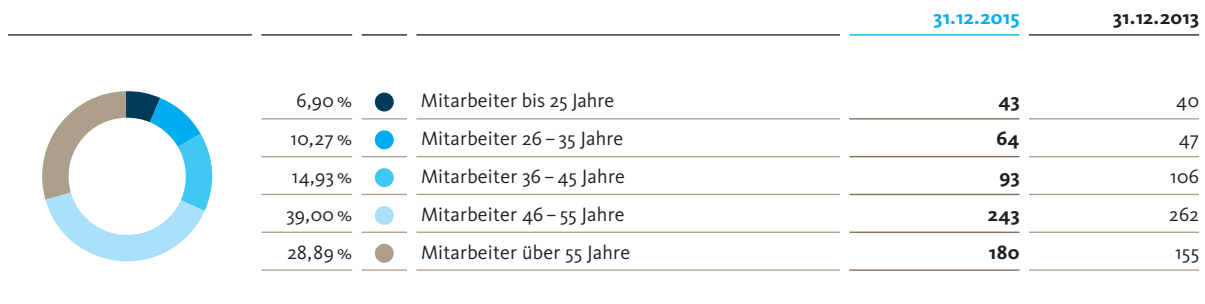 31.12.2015 31.12.2013
6,90 % Mitarbeiter bis 25 Jahre 43 40
10,27 % Mitarbeiter 26 – 35 Jahre 64 47
14,93 % Mitarbeiter 36 – 45 Jahre 93 106
39,00 % Mitarbeiter 46 – 55 Jahre 243 262
28,89 % Mitarbeiter über 55 Jahre 180 155